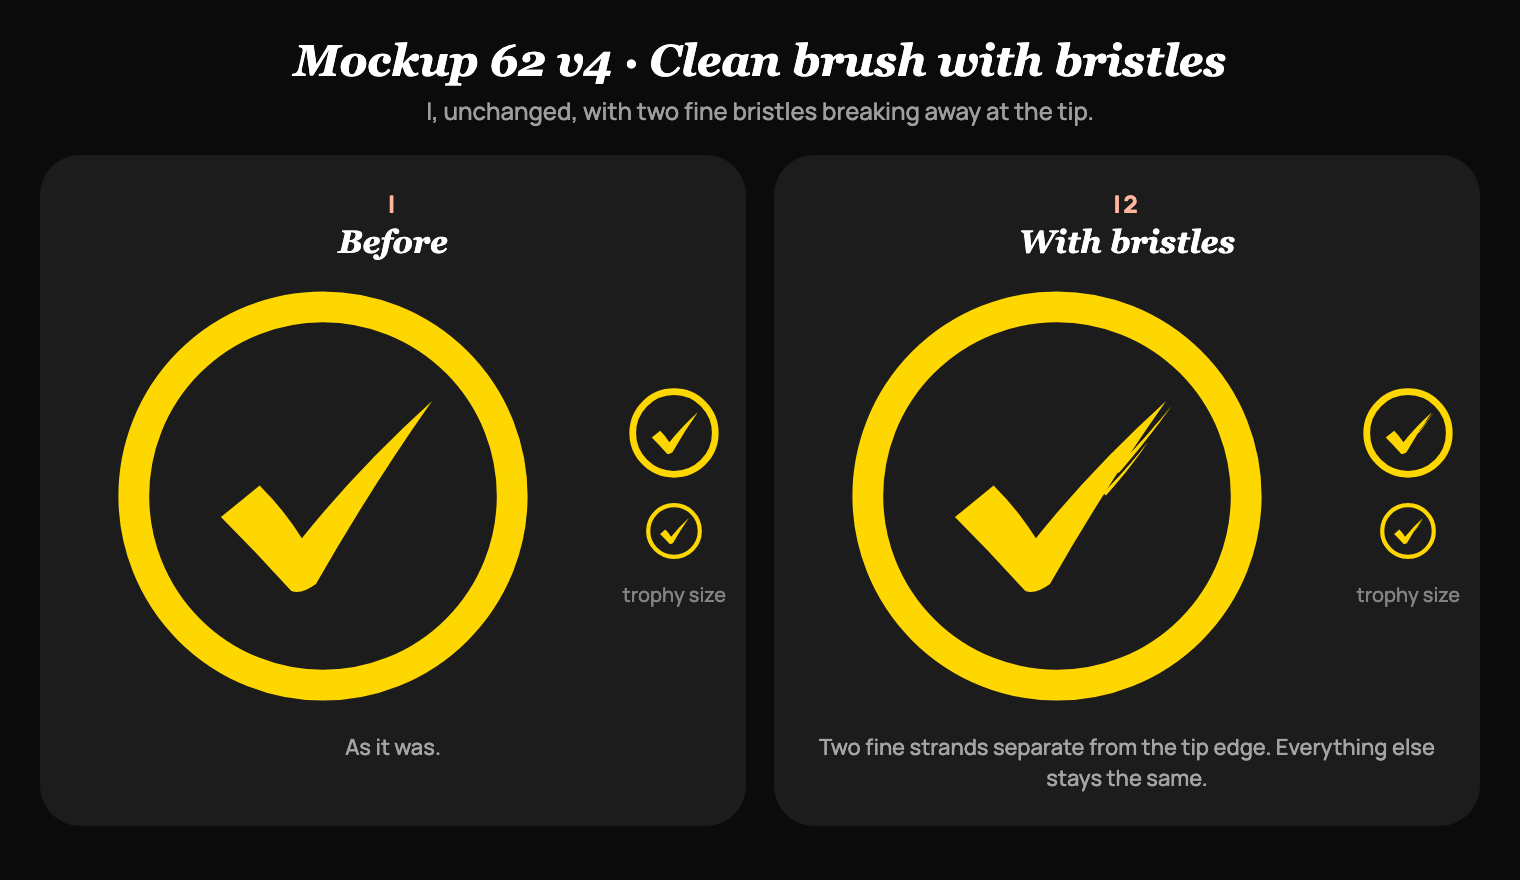 Mockup 62 v4 · Clean brush with bristles
I, unchanged, with two fine bristles breaking away at the tip.
I
Before
trophy size
As it was.
I2
With bristles
trophy size
Two fine strands separate from the tip edge. Everything else
stays the same.